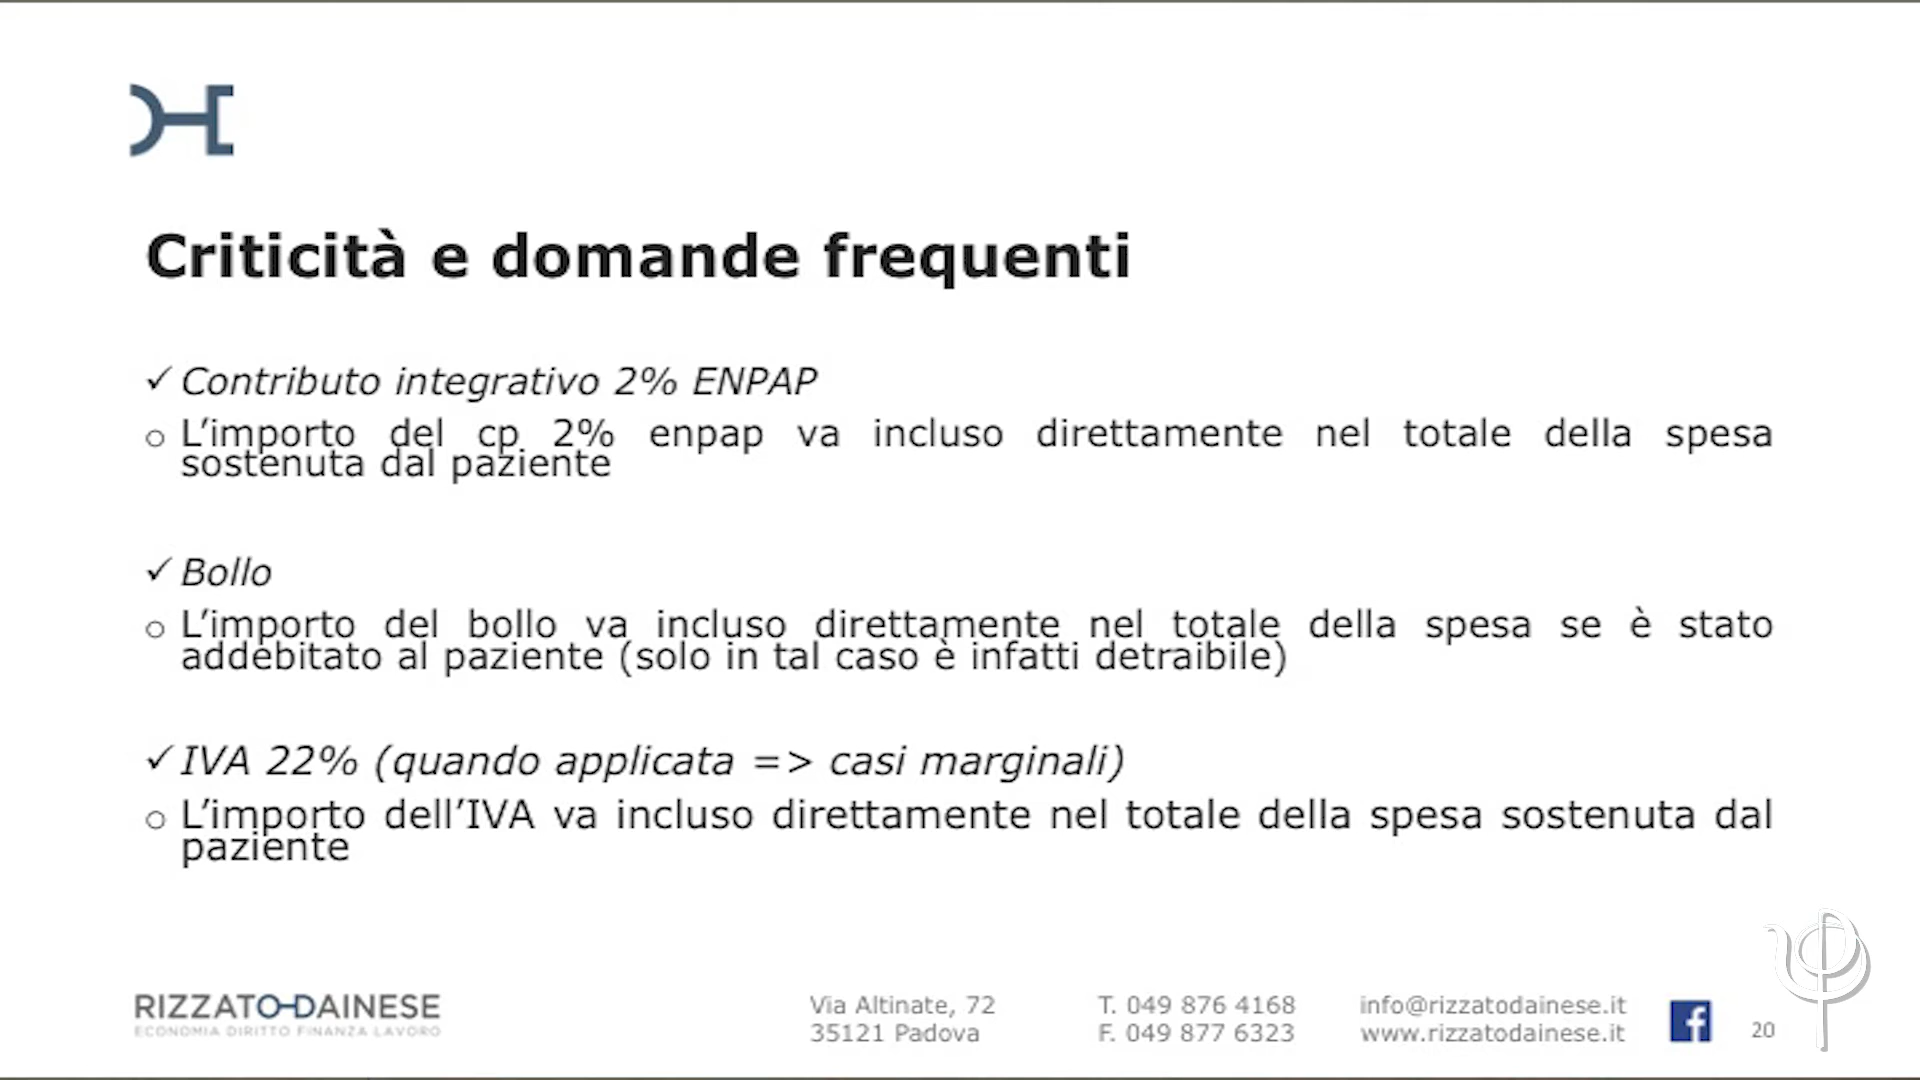 Criticità e domande frequenti
✓ Contributo integrativo 2% ENPAP
o L’importo del cp 2% enpap va incluso direttamente nel totale della spesa
sostenuta dal paziente
✓ Bollo
o L’importo del bollo va incluso direttamente nel totale della spesa se è stato
addebitato al paziente (solo in tal caso è infatti detraibile)
✓ IVA 22% (quando applicata => casi marginali)
o L’importo dell’IVA va incluso direttamente nel totale della spesa sostenuta dal
paziente
RIZZATO-DAINESE
ECONOMIA DIRITTO FINANZA LAVORO
Via Altinate, 72
35121 Padova
T. 049 876 4168
F. 049 877 6323
info@rizzatodainese.it
www.rizzatodainese.it
f
20